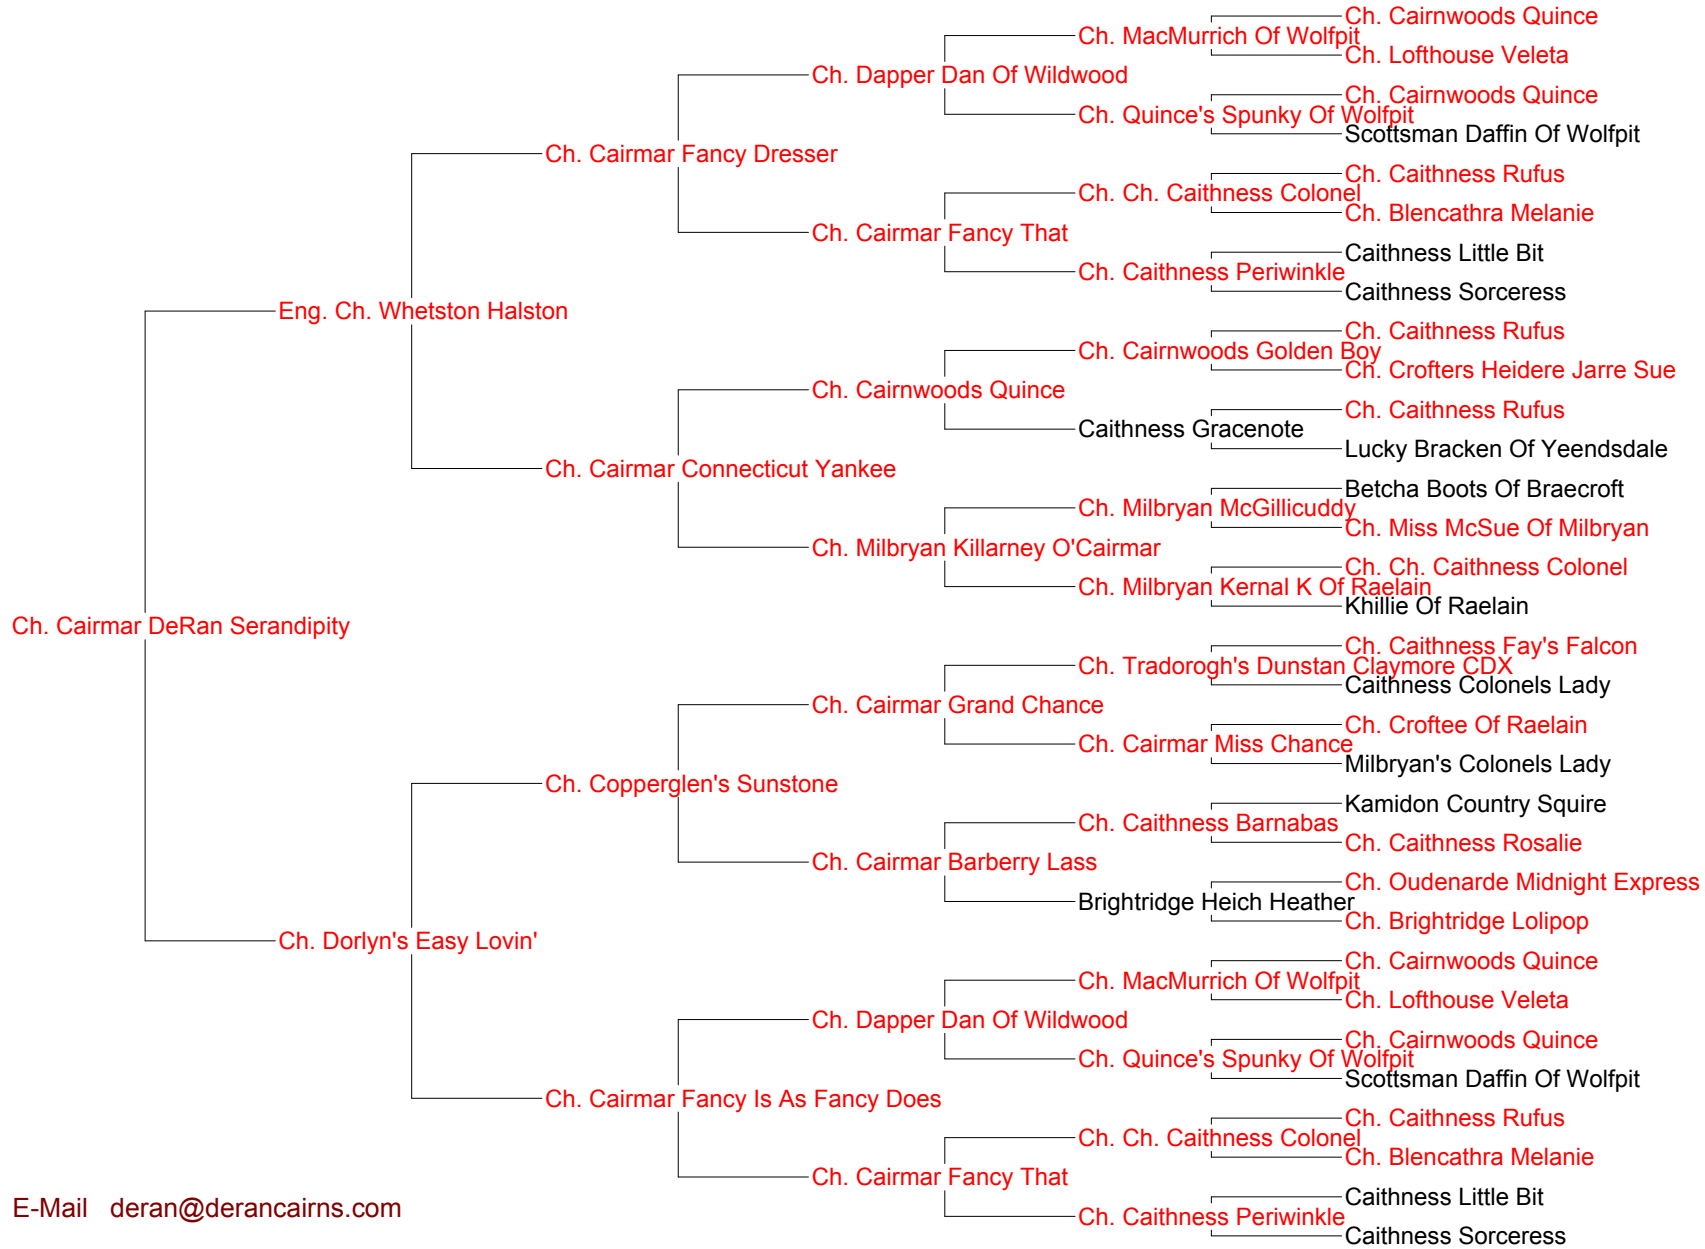 Ch. Cairnwoods Quince
Ch. MacMurrich Of Wolfpit
Ch. Lofthouse Veleta
Ch. Dapper Dan Of Wildwood
Ch. Cairnwoods Quince
Ch. Quince's Spunky Of Wolfpit
Scottsman Daffin Of Wolfpit
Ch. Cairmar Fancy Dresser
Ch. Caithness Rufus
Ch. Ch. Caithness Colonel
Ch. Blencathra Melanie
Ch. Cairmar Fancy That
Caithness Little Bit
Ch. Caithness Periwinkle
Caithness Sorceress
Eng. Ch. Whetston Halston
Ch. Caithness Rufus
Ch. Cairnwoods Golden Boy
Ch. Crofters Heidere Jarre Sue
Ch. Cairnwoods Quince
Ch. Caithness Rufus
Caithness Gracenote
Lucky Bracken Of Yeendsdale
Ch. Cairmar Connecticut Yankee
Betcha Boots Of Braecroft
Ch. Milbryan McGillicuddy
Ch. Miss McSue Of Milbryan
Ch. Milbryan Killarney O'Cairmar
Ch. Ch. Caithness Colonel
Ch. Milbryan Kernal K Of Raelain
Khillie Of Raelain
Ch. Cairmar DeRan Serandipity
Ch. Caithness Fay's Falcon
Ch. Tradorogh's Dunstan Claymore CDX
Caithness Colonels Lady
Ch. Cairmar Grand Chance
Ch. Croftee Of Raelain
Ch. Cairmar Miss Chance
Milbryan's Colonels Lady
Ch. Copperglen's Sunstone
Kamidon Country Squire
Ch. Caithness Barnabas
Ch. Caithness Rosalie
Ch. Cairmar Barberry Lass
Ch. Oudenarde Midnight Express
Brightridge Heich Heather
Ch. Brightridge Lolipop
Ch. Dorlyn's Easy Lovin'
Ch. Cairnwoods Quince
Ch. MacMurrich Of Wolfpit
Ch. Lofthouse Veleta
Ch. Dapper Dan Of Wildwood
Ch. Cairnwoods Quince
Ch. Quince's Spunky Of Wolfpit
Scottsman Daffin Of Wolfpit
Ch. Cairmar Fancy Is As Fancy Does
Ch. Caithness Rufus
Ch. Ch. Caithness Colonel
Ch. Blencathra Melanie
Ch. Cairmar Fancy That
Caithness Little Bit
Ch. Caithness Periwinkle
Caithness Sorceress
E-Mail deran@derancairns.com